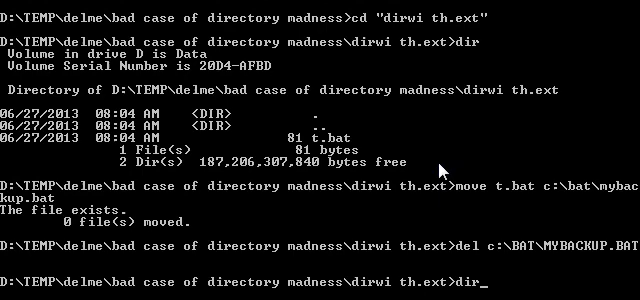 D:\TEMP\delme\bad case of directory madness>cd "dirwi th.ext"
D:\TEMP\delme\bad case of directory madness\dirwi th.ext>dir
Volume in drive D is Data
Volume Serial Number is 20D4-AFBD
Directory of D:\TEMP\delme\bad case of directory madness\dirwi th.ext
06/27/2013  08:04 AM    <DIR>          .
06/27/2013  08:04 AM    <DIR>          ..
06/27/2013  08:04 AM                81 t.bat
1 File(s)             81 bytes
2 Dir(s)  187,206,307,840 bytes free
D:\TEMP\delme\bad case of directory madness\dirwi th.ext>move t.bat c:\bat\mybac
kup.bat
The file exists.
0 file(s) moved.
D:\TEMP\delme\bad case of directory madness\dirwi th.ext>del c:\BAT\MYBACKUP.BAT
D:\TEMP\delme\bad case of directory madness\dirwi th.ext>dir_